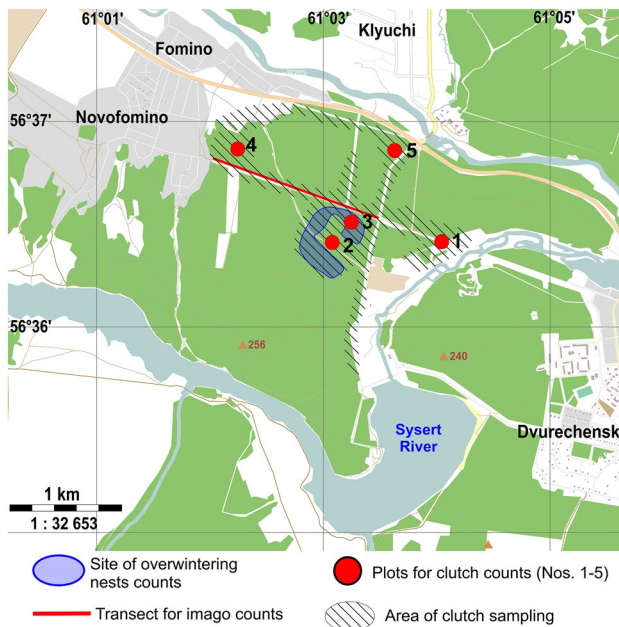 61°01'
61°03'
61°05'
Klyuchi
Fomino
Novofomino
56°37'
4
5
3
2
1
56°36'
256
240
Sysert
River
Dvurechensk
1 km
1 : 32 653
Site of overwintering
nests counts
Plots for clutch counts (Nos. 1-5)
Transect for imago counts
Area of clutch sampling